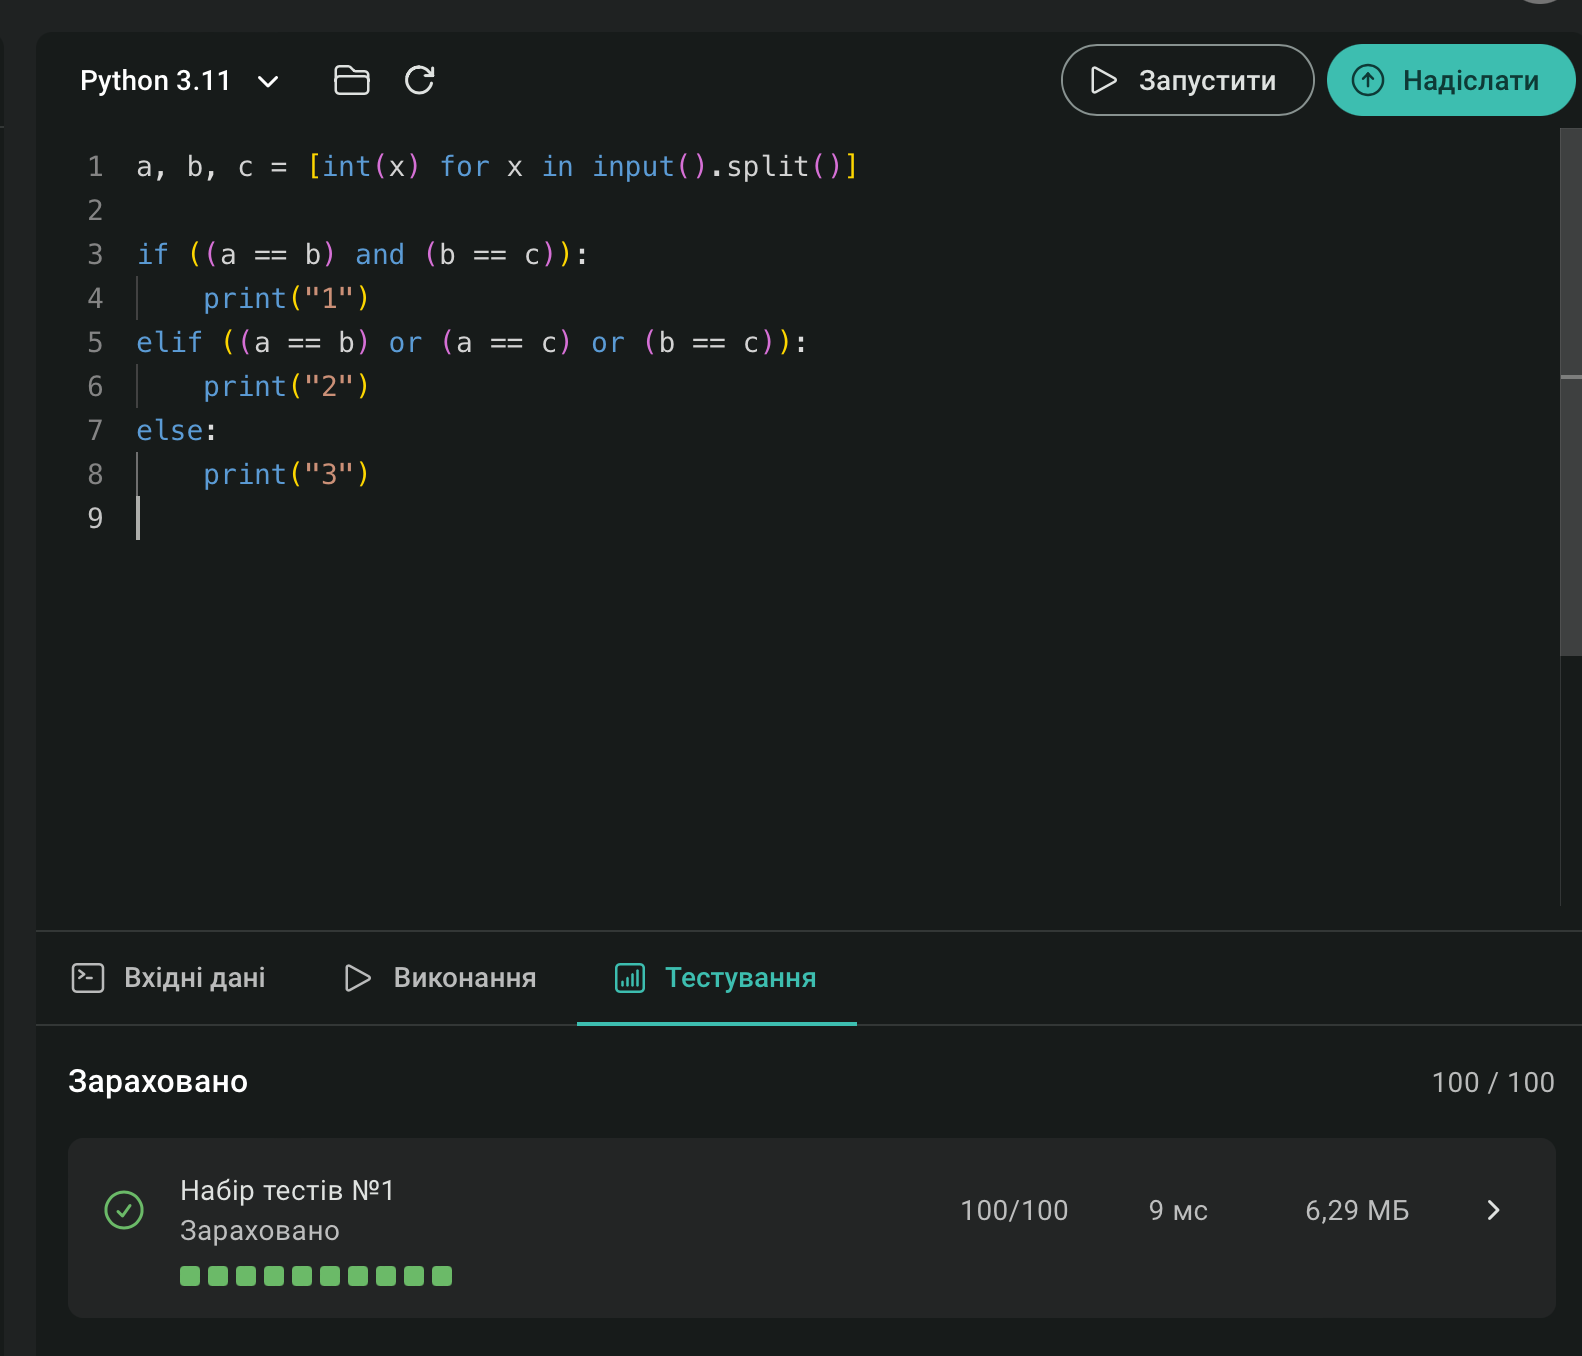 Python 3.11
Запустити
Надіслати
1 a, b, c = [int(x) for x in input().split()]
2
3 if ((a == b) and (b == c)):
4     print("1")
5 elif ((a == b) or (a == c) or (b == c)):
6     print("2")
7 else:
8     print("3")
9
Вхідні дані
Виконання
Тестування
Зараховано
100 / 100
Набір тестів №1
Зараховано
100/100
9 мс
6,29 МБ